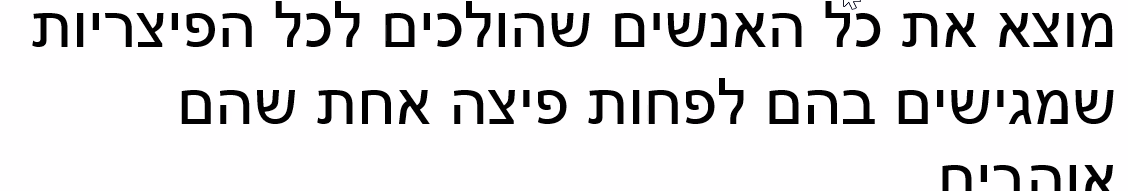 מוצא את כל האנשים שהולכים לכל הפיצריות
שמגישים בהם לפחות פיצה אחת שהם
אוהבים